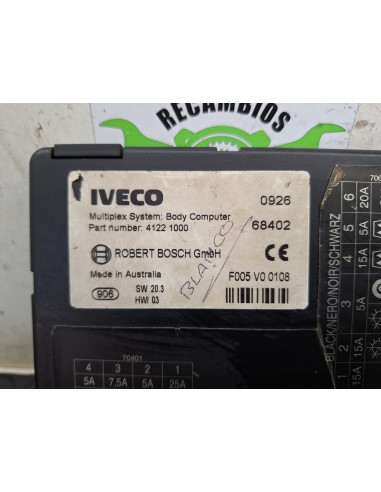 RECAMBIOS
IVECO 0926
Multiplex System: Body Computer 68402
Part number: 4122 1000
ROBERT BOSCH GmbH CE
Made in Australia F005 V0 0108
906 SW 20.3
HWI 03
BLANCO
70401
4 3 2 1
5A 7,5A 5A 25A
BLACK/NERO/NOIR/SCHWARZ
1 3 4 5 6
15A 15A 15A 5A 20A